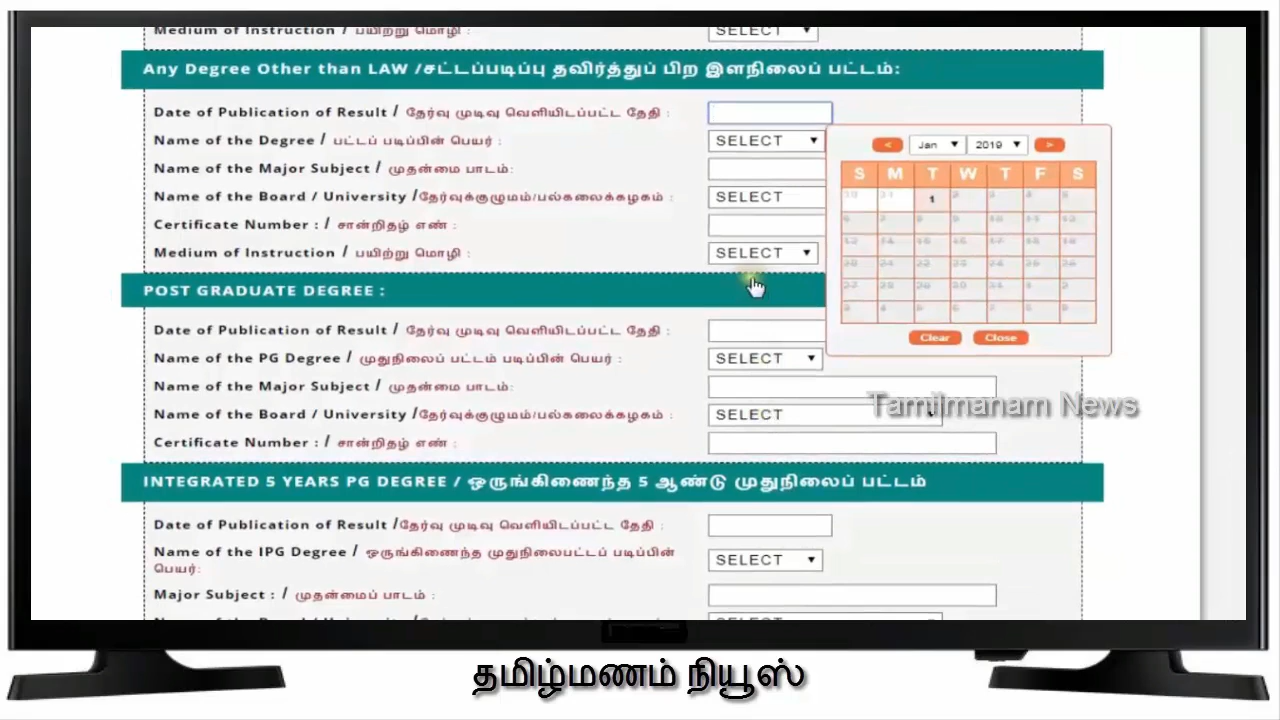 Medium of Instruction / பயிற்று மொழி :
SELECT
Any Degree Other than LAW /சட்டப்படிப்பு தவிர்த்துப் பிற இளநிலைப் பட்டம்:
Date of Publication of Result / தேர்வு முடிவு வெளியிடப்பட்ட தேதி :
Name of the Degree / பட்டப் படிப்பின் பெயர் :
SELECT
Name of the Major Subject / முதன்மை பாடம்:
Name of the Board / University /தேர்வுக்குழுமம்/பல்கலைக்கழகம் :
SELECT
Certificate Number : / சான்றிதழ் எண் :
Medium of Instruction / பயிற்று மொழி :
SELECT
< Jan 2019 >
S M T W T F S
30 31 1 2 3 4 5
Clear Close
POST GRADUATE DEGREE :
Date of Publication of Result / தேர்வு முடிவு வெளியிடப்பட்ட தேதி :
Name of the PG Degree / முதுநிலைப் பட்டம் படிப்பின் பெயர் :
SELECT
Name of the Major Subject / முதன்மை பாடம்:
Name of the Board / University /தேர்வுக்குழுமம்/பல்கலைக்கழகம் :
SELECT
Tamilmanam News
Certificate Number : / சான்றிதழ் எண் :
INTEGRATED 5 YEARS PG DEGREE / ஒருங்கிணைந்த 5 ஆண்டு முதுநிலைப் பட்டம்
Date of Publication of Result /தேர்வு முடிவு வெளியிடப்பட்ட தேதி :
Name of the IPG Degree / ஒருங்கிணைந்த முதுநிலைபட்டப் படிப்பின்
பெயர்:
SELECT
Major Subject : / முதன்மைப் பாடம் :
தமிழ்மணம் நியூஸ்